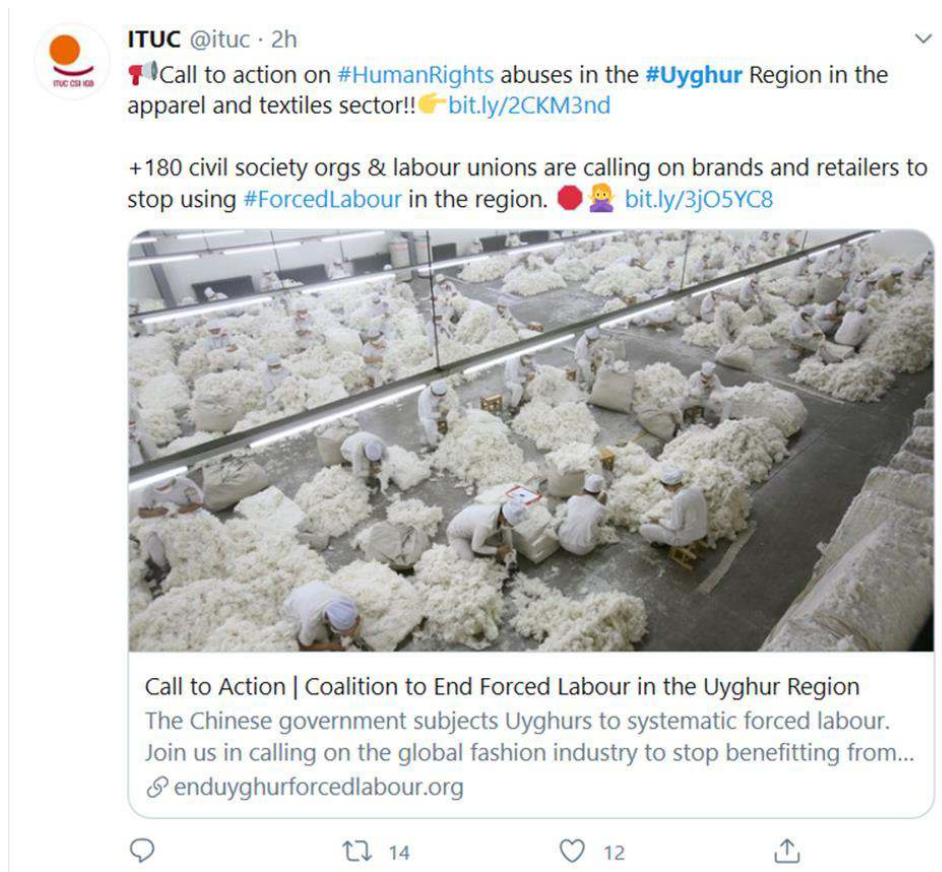 ITUC @ituc · 2h
ITUC CSI IGB
Call to action on #HumanRights abuses in the #Uyghur Region in the
apparel and textiles sector!! bit.ly/2CKM3nd
+180 civil society orgs & labour unions are calling on brands and retailers to
stop using #ForcedLabour in the region. bit.ly/3jO5YC8
Call to Action | Coalition to End Forced Labour in the Uyghur Region
The Chinese government subjects Uyghurs to systematic forced labour.
Join us in calling on the global fashion industry to stop benefitting from...
enduyghurforcedlabour.org
14
12